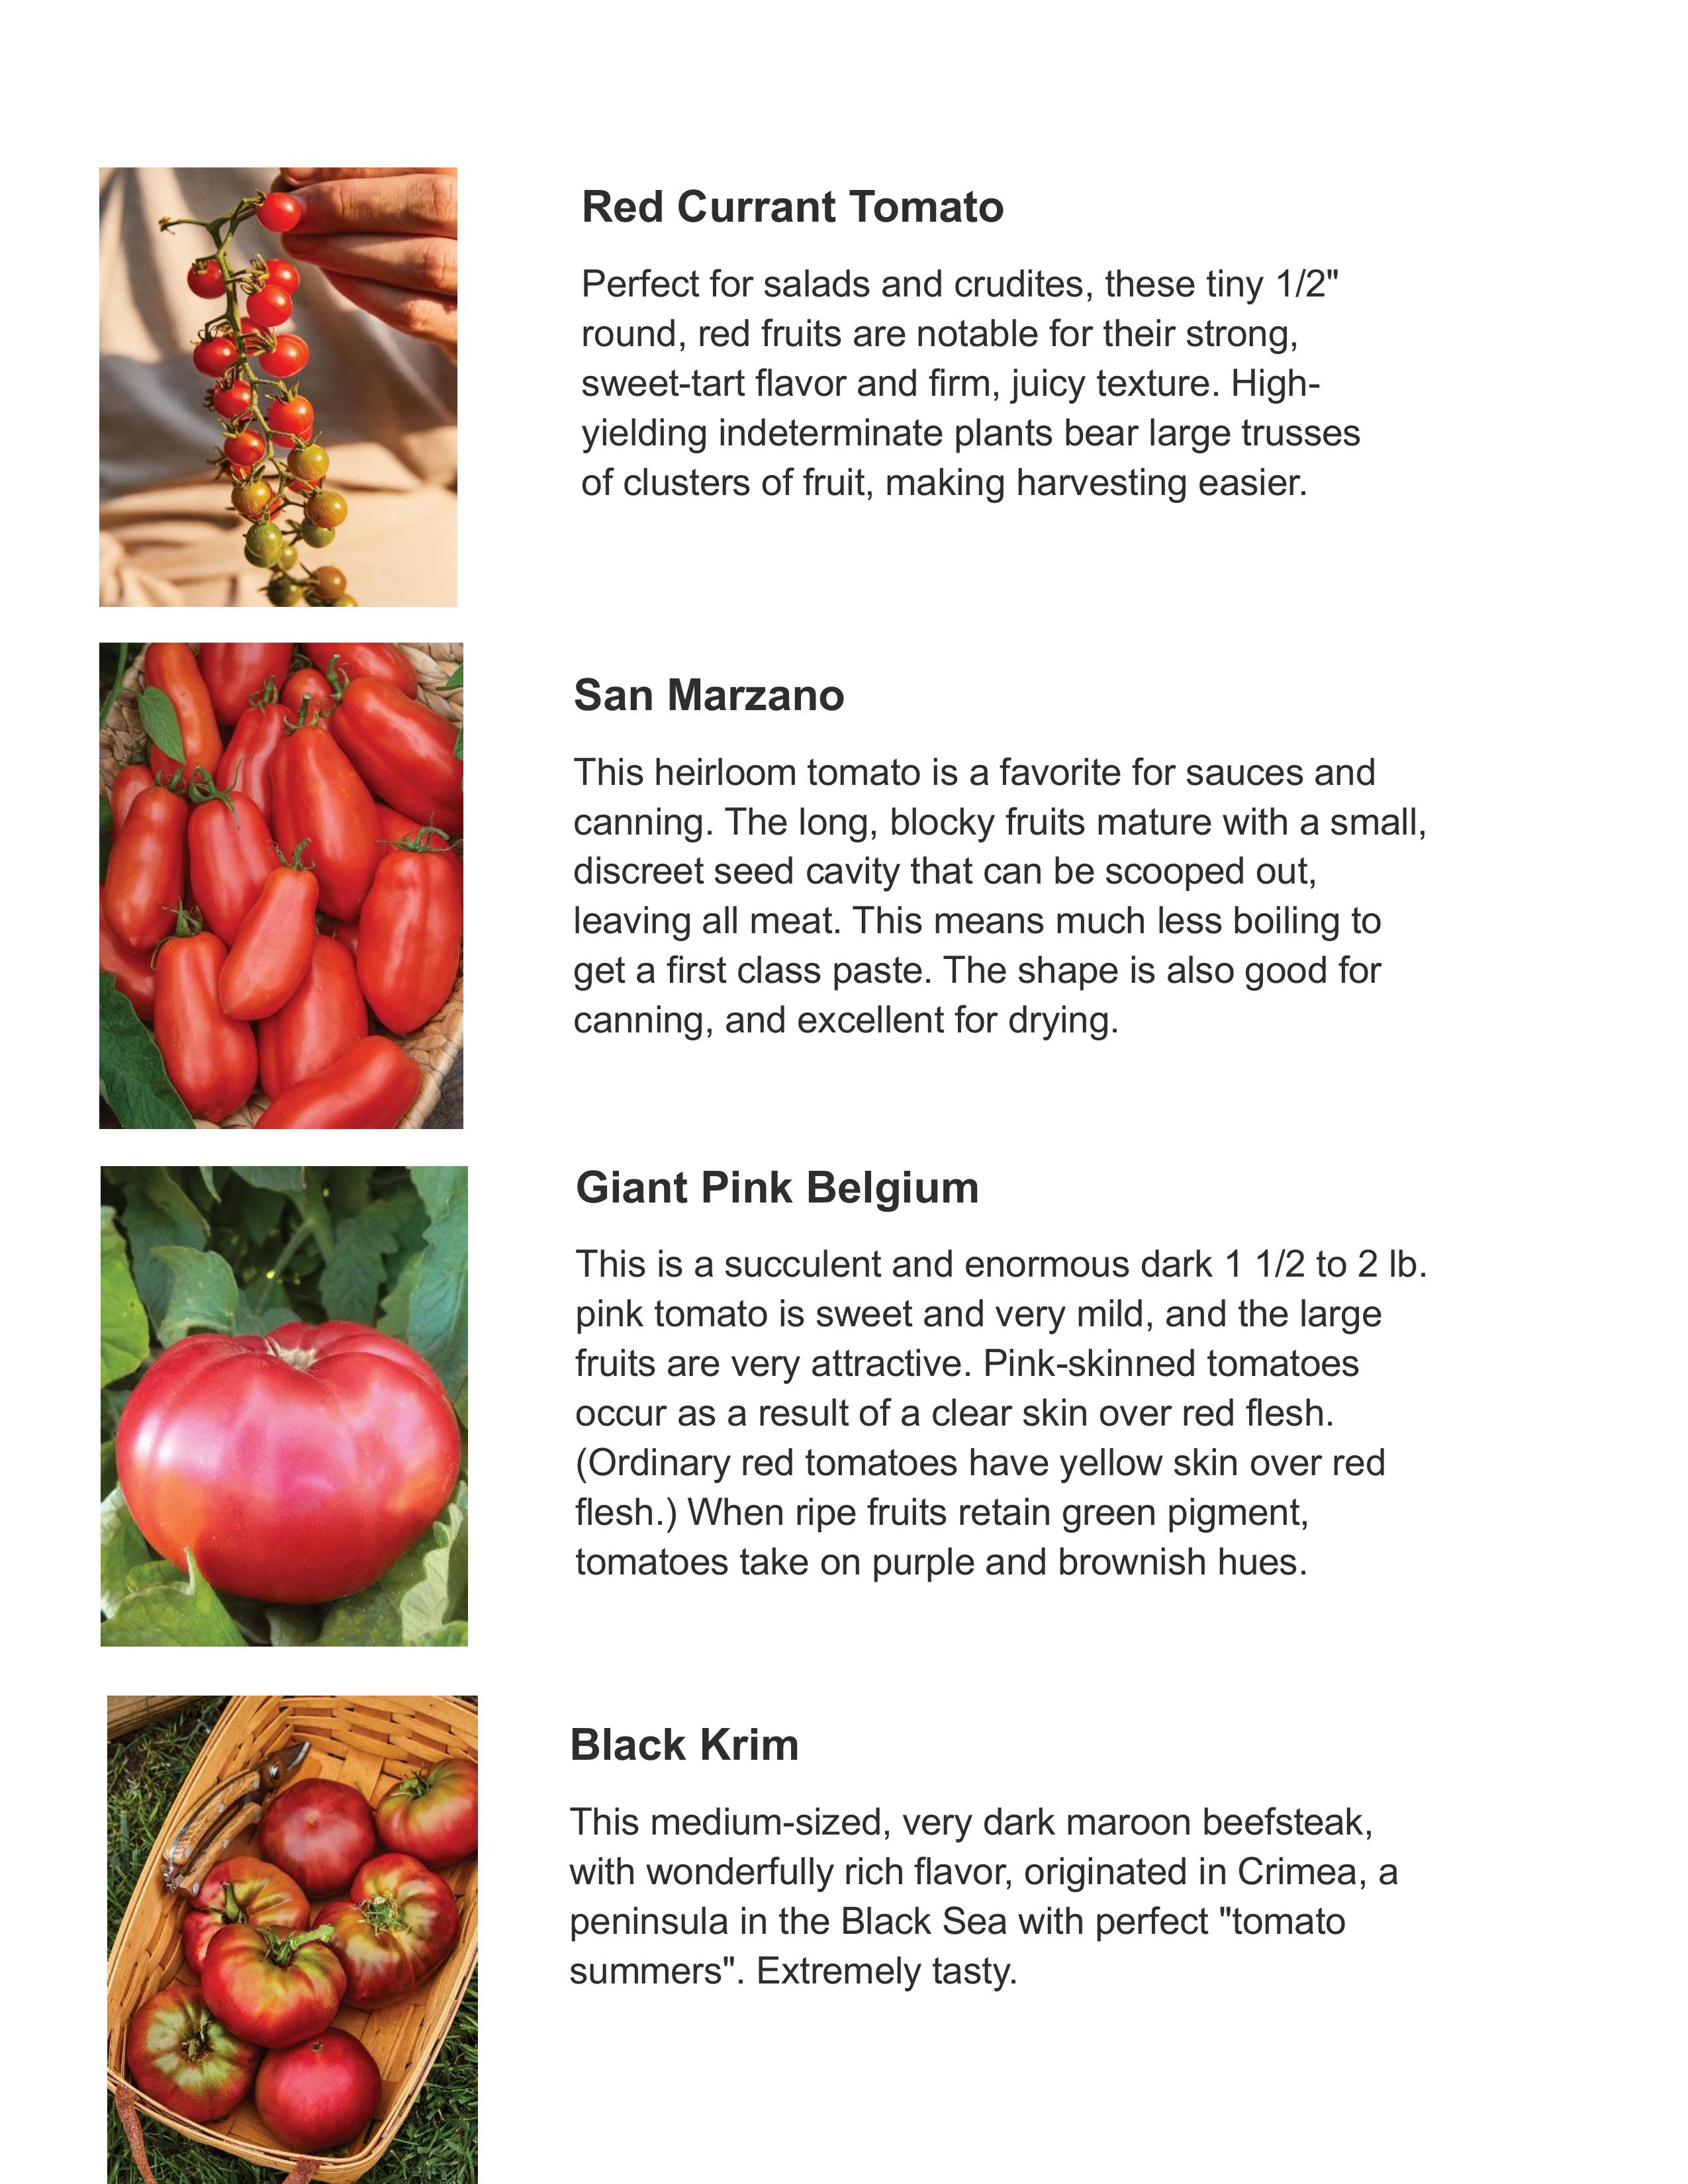 Red Currant Tomato
Perfect for salads and crudites, these tiny 1/2"
round, red fruits are notable for their strong,
sweet-tart flavor and firm, juicy texture. High-
yielding indeterminate plants bear large trusses
of clusters of fruit, making harvesting easier.
San Marzano
This heirloom tomato is a favorite for sauces and
canning. The long, blocky fruits mature with a small,
discreet seed cavity that can be scooped out,
leaving all meat. This means much less boiling to
get a first class paste. The shape is also good for
canning, and excellent for drying.
Giant Pink Belgium
This is a succulent and enormous dark 1 1/2 to 2 lb.
pink tomato is sweet and very mild, and the large
fruits are very attractive. Pink-skinned tomatoes
occur as a result of a clear skin over red flesh.
(Ordinary red tomatoes have yellow skin over red
flesh.) When ripe fruits retain green pigment,
tomatoes take on purple and brownish hues.
Black Krim
This medium-sized, very dark maroon beefsteak,
with wonderfully rich flavor, originated in Crimea, a
peninsula in the Black Sea with perfect "tomato
summers". Extremely tasty.